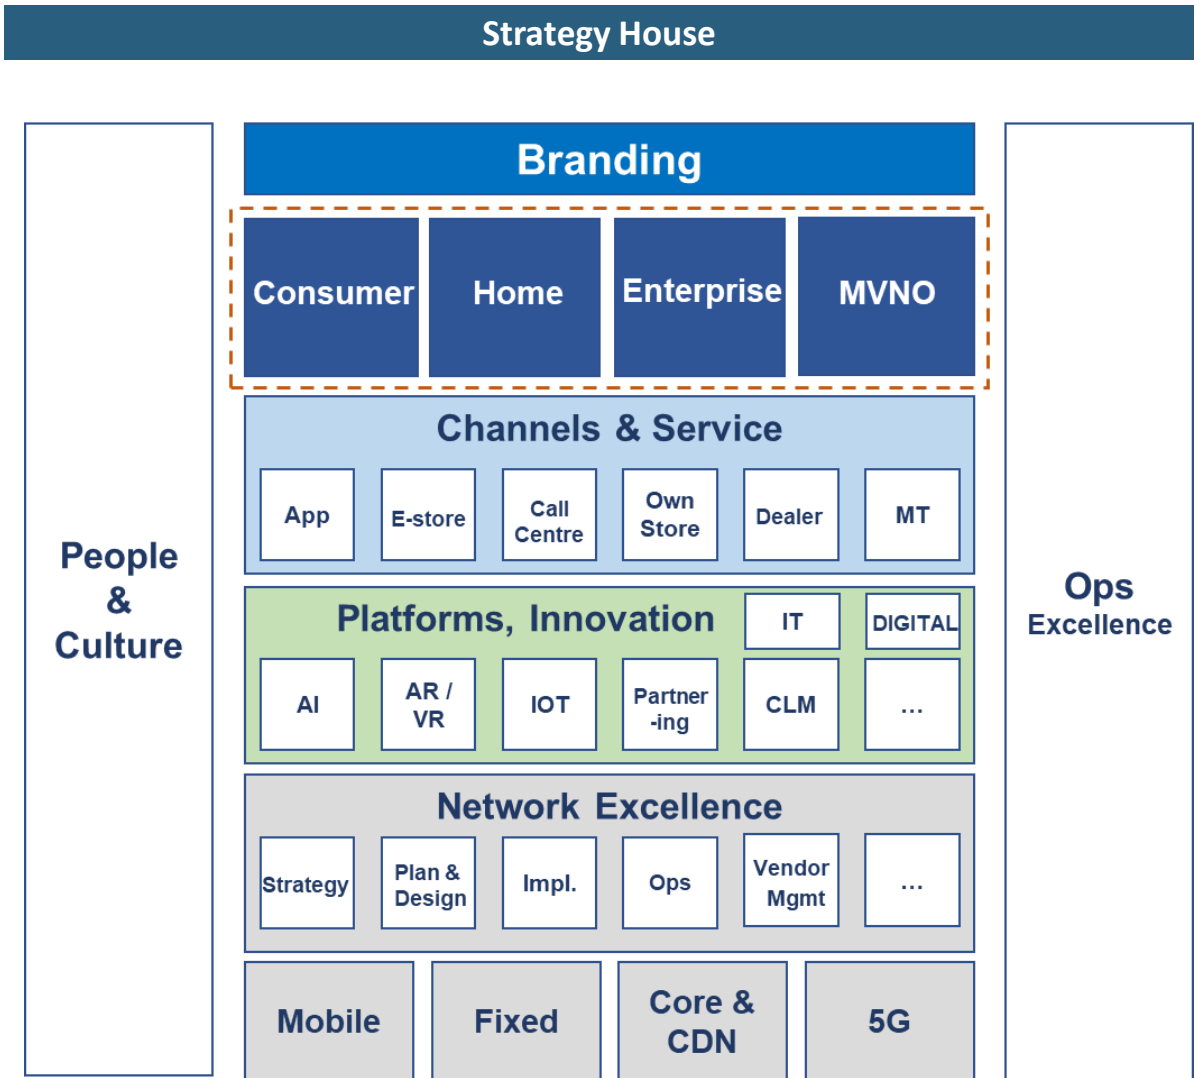 Strategy House
People
&
Culture
Branding
Consumer
Home
Enterprise
MVNO
Channels & Service
App
E-store
Call
Centre
Own
Store
Dealer
MT
Platforms, Innovation
IT
DIGITAL
AI
AR /
VR
IOT
Partner
-ing
CLM
...
Network Excellence
Strategy
Plan &
Design
Impl.
Ops
Vendor
Mgmt
...
Mobile
Fixed
Core &
CDN
5G
Ops
Excellence